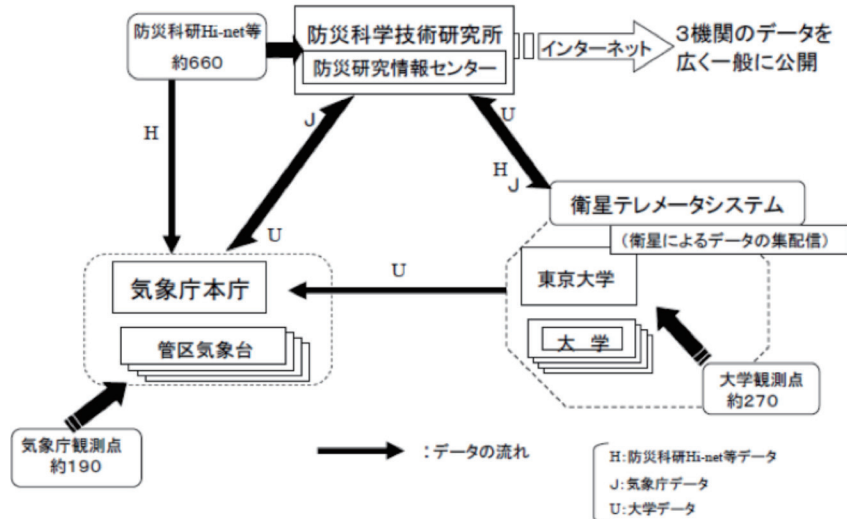 防災科研Hi-net等
約660
防災科学技術研究所
防災研究情報センター
インターネット
3機関のデータを
広く一般に公開
H
J
U
U
H
J
衛星テレメータシステム
(衛星によるデータの集配信)
U
気象庁本庁
東京大学
管区気象台
大 学
大学観測点
約270
気象庁観測点
約190
:データの流れ
H:防災科研Hi-net等データ
J:気象庁データ
U:大学データ